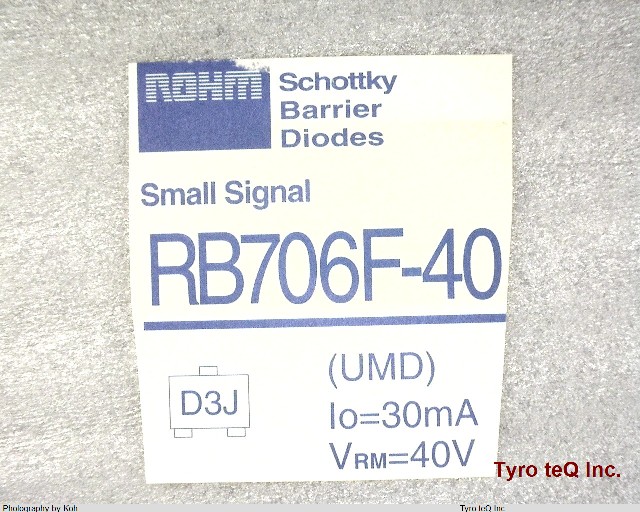 ROHM
Schottky
Barrier
Diodes
Small Signal
RB706F-40
D3J
(UMD)
Io=30mA
VRM=40V
Tyro teQ Inc.
Photography by Koh
Tyro teQ Inc